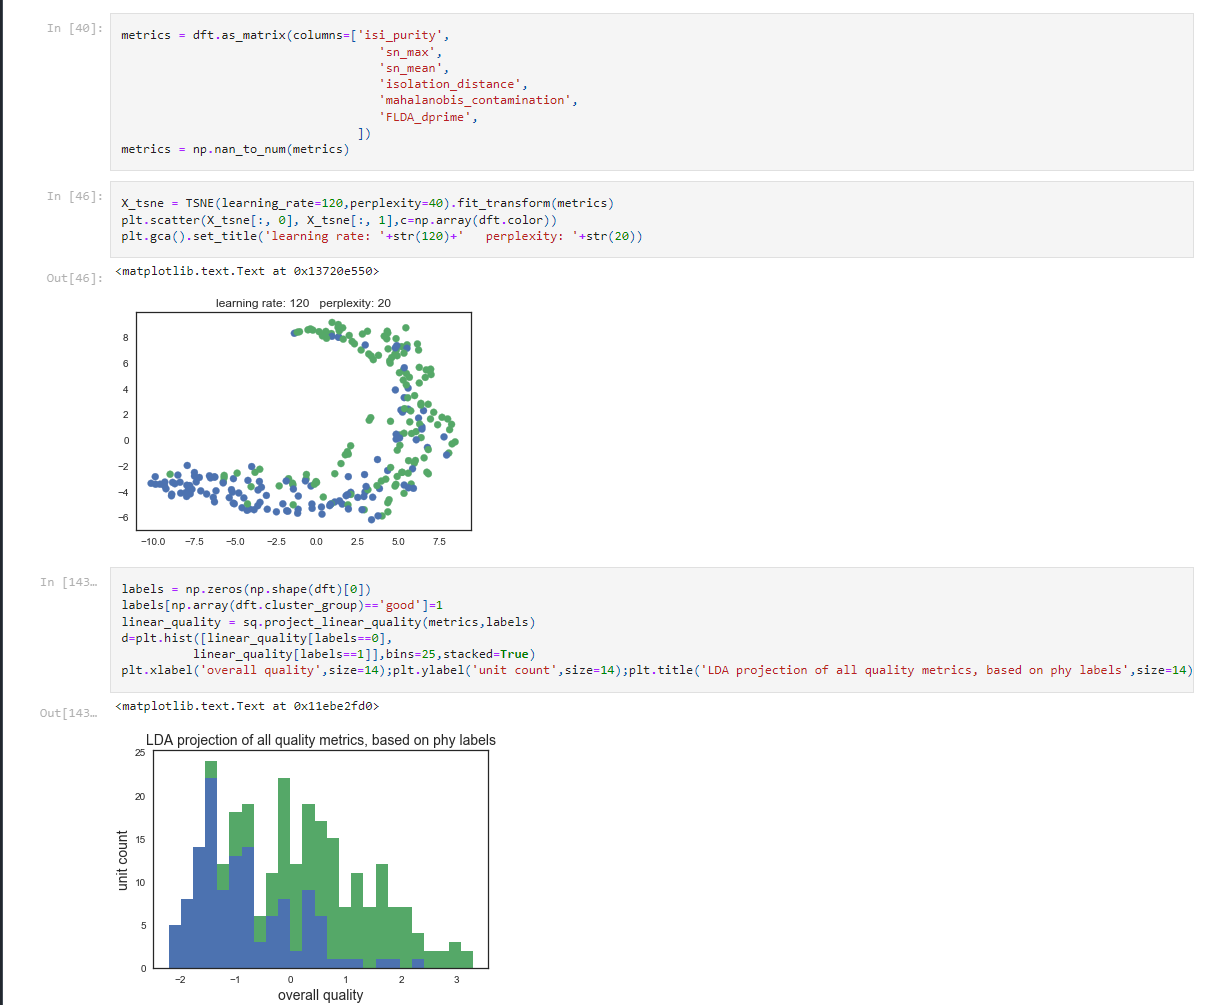 In [40]:
metrics = dft.as_matrix(columns=['isi_purity',
'sn_max',
'sn_mean',
'isolation_distance',
'mahalanobis_contamination',
'FLDA_dprime',
])
metrics = np.nan_to_num(metrics)
In [46]:
X_tsne = TSNE(learning_rate=120,perplexity=40).fit_transform(metrics)
plt.scatter(X_tsne[:, 0], X_tsne[:, 1],c=np.array(dft.color))
plt.gca().set_title('learning rate: '+str(120)+'   perplexity: '+str(20))
Out[46]:
<matplotlib.text.Text at 0x13720e550>
learning rate: 120   perplexity: 20
8
6
4
2
0
−2
−4
−6
−10.0 −7.5 −5.0 −2.5 0.0 2.5 5.0 7.5
In [143…
labels = np.zeros(np.shape(dft)[0])
labels[np.array(dft.cluster_group)=='good']=1
linear_quality = sq.project_linear_quality(metrics,labels)
d=plt.hist([linear_quality[labels==0],
linear_quality[labels==1]],bins=25,stacked=True)
plt.xlabel('overall quality',size=14);plt.ylabel('unit count',size=14);plt.title('LDA projection of all quality metrics, based on phy labels',size=14)
Out[143…
<matplotlib.text.Text at 0x11ebe2fd0>
LDA projection of all quality metrics, based on phy labels
25
20
15
10
5
0
unit count
−2 −1 0 1 2 3
overall quality